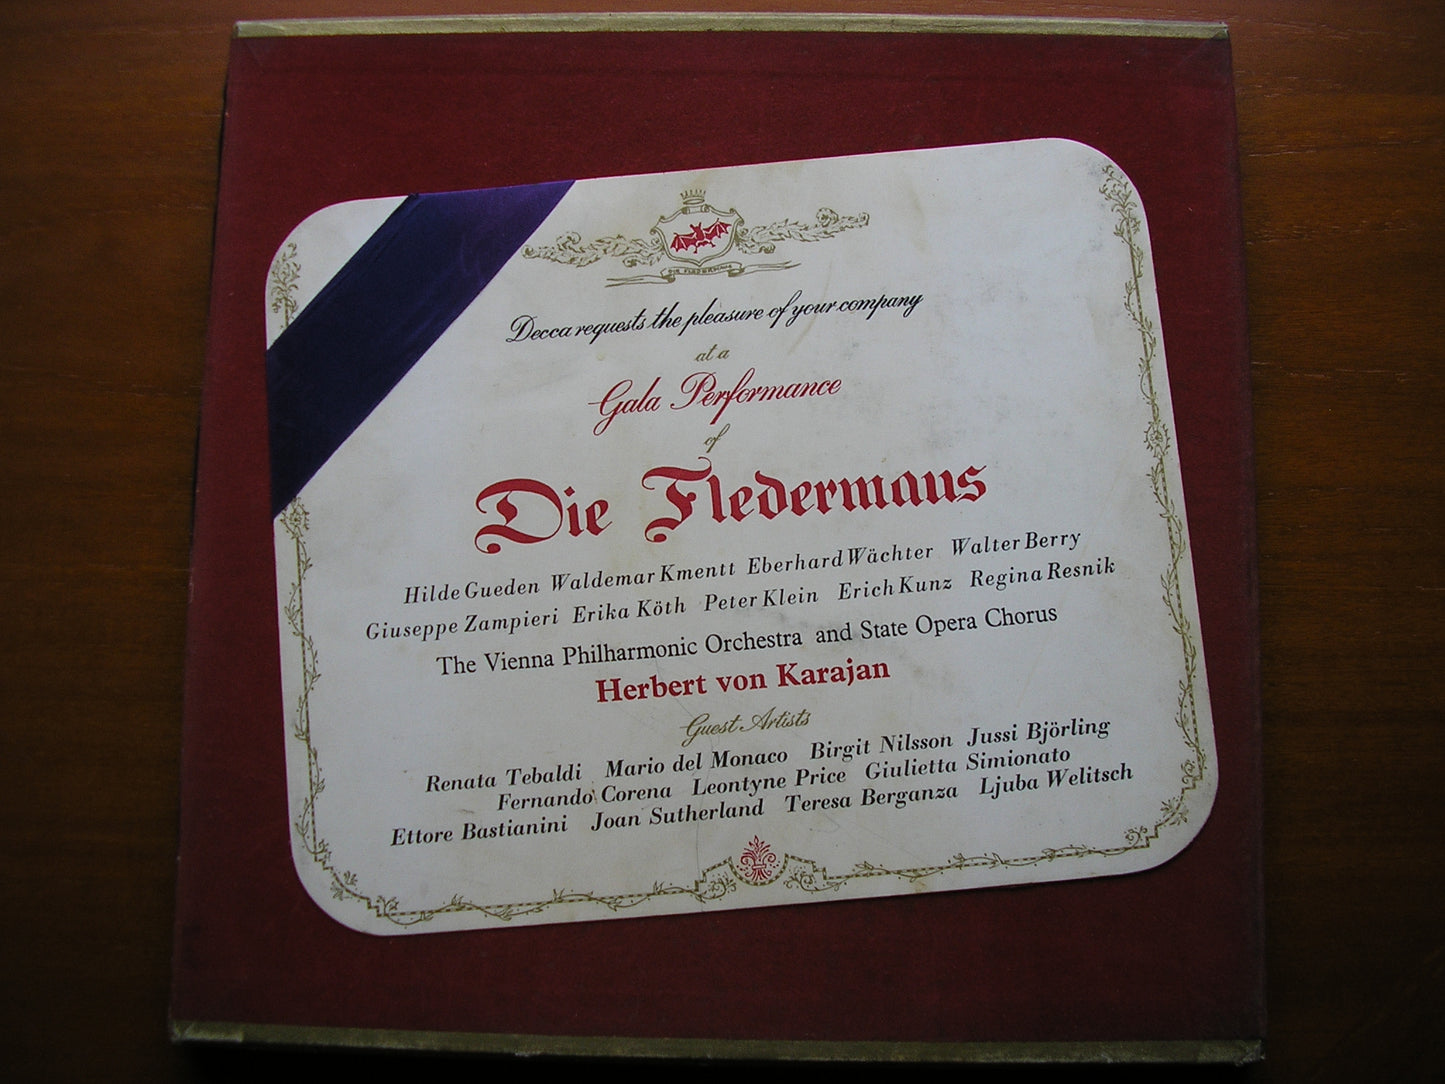 DIE FLEDERMAUS
Decca requests the pleasure of your company
at a
Gala Performance
of
Die Fledermaus
Hilde Gueden Waldemar Kmentt Eberhard Wächter Walter Berry
Giuseppe Zampieri Erika Köth Peter Klein Erich Kunz Regina Resnik
The Vienna Philharmonic Orchestra and State Opera Chorus
Herbert von Karajan
Guest Artists
Renata Tebaldi Mario del Monaco Birgit Nilsson Jussi Björling
Fernando Corena Leontyne Price Giulietta Simionato
Ettore Bastianini Joan Sutherland Teresa Berganza Ljuba Welitsch